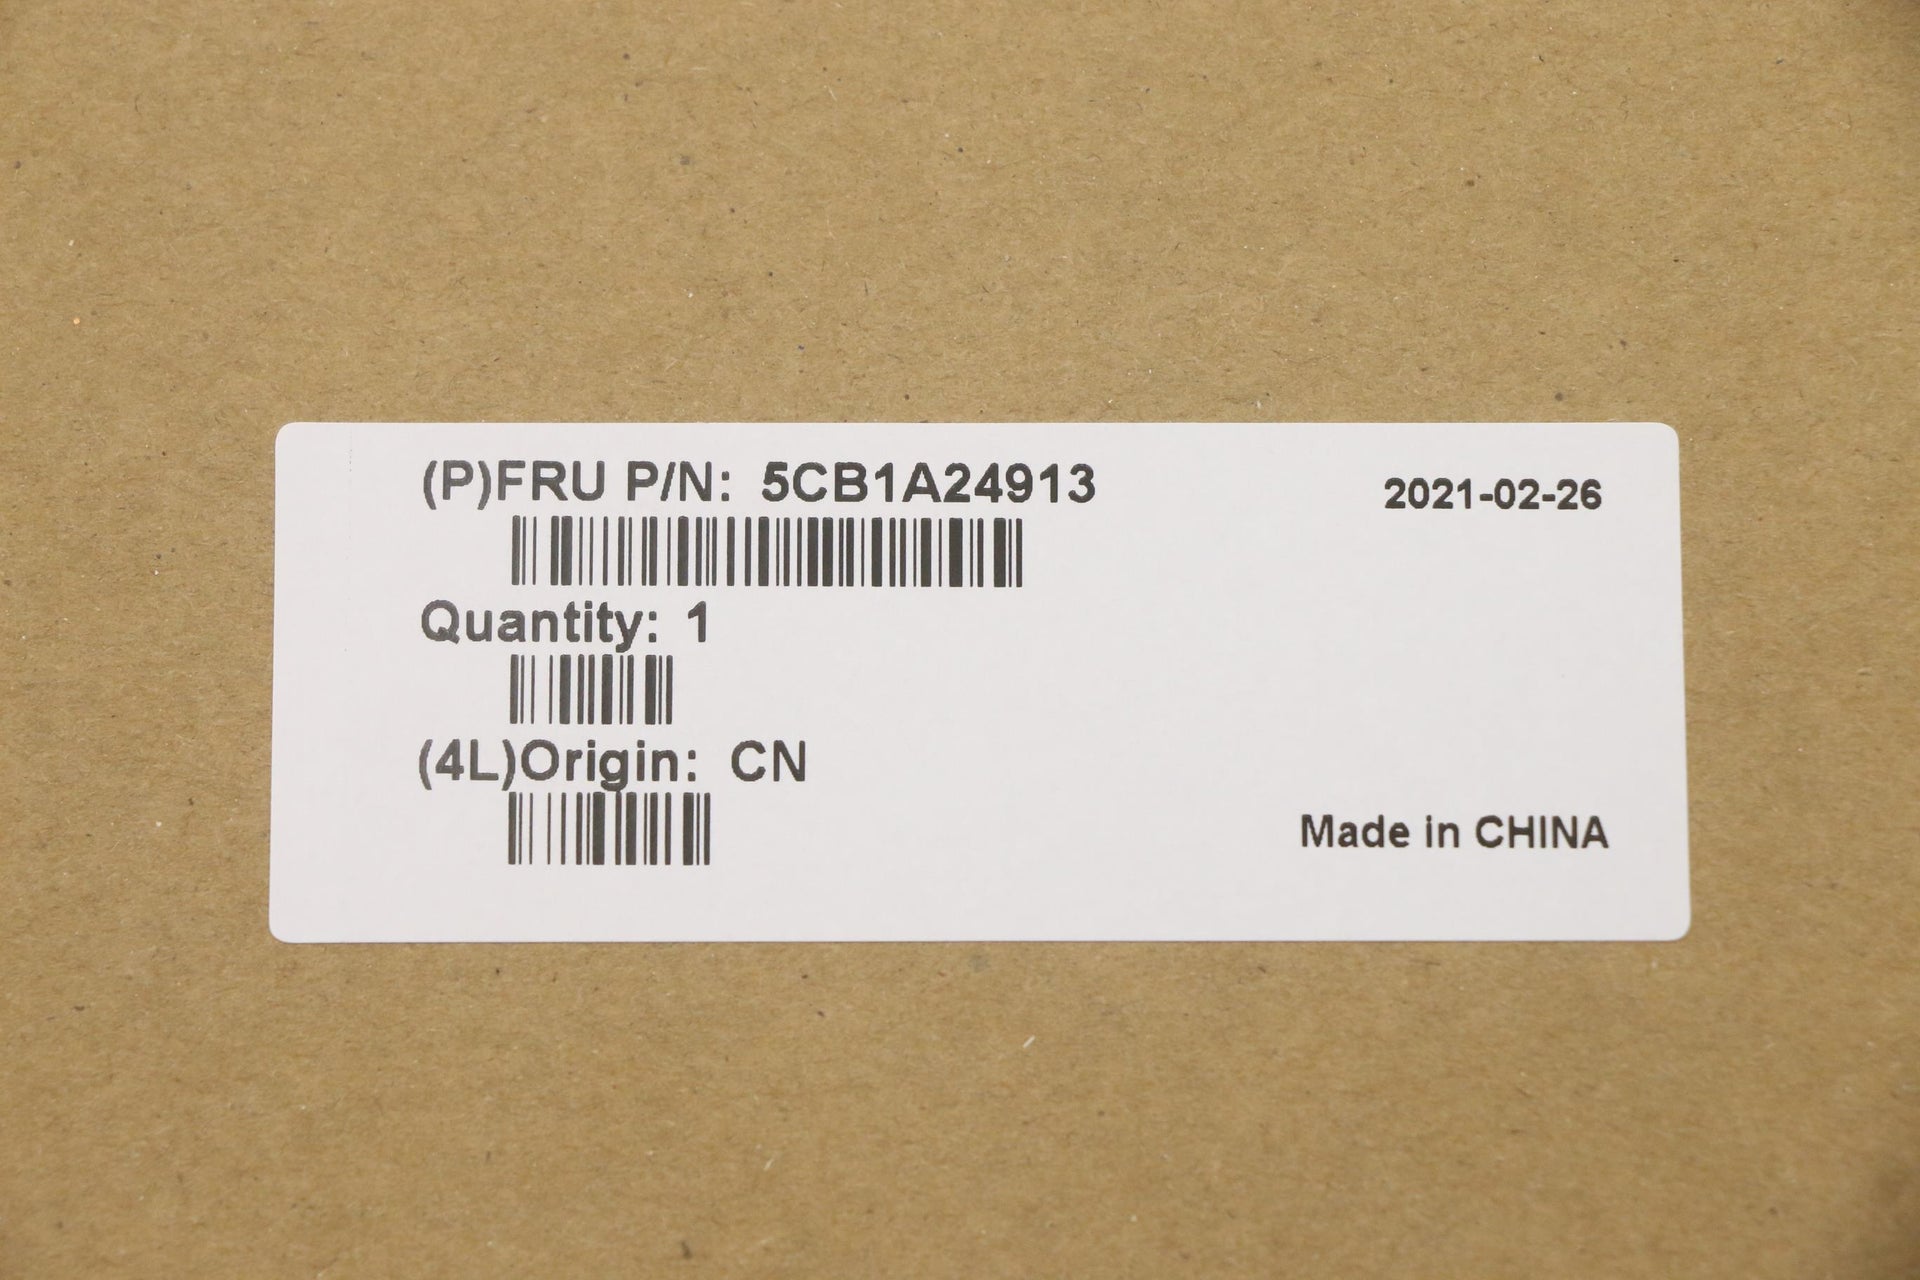 (P)FRU P/N: 5CB1A24913
2021-02-26
Quantity: 1
(4L)Origin: CN
Made in CHINA